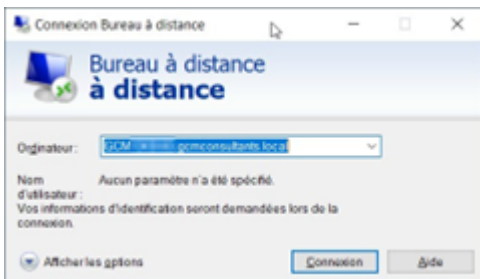 Connexion Bureau à distance
Bureau à distance
à distance
Ordinateur :
GCM gcmconsultants.local
Nom d'utilisateur :
Aucun paramètre n'a été spécifié.
Vos informations d'identification seront demandées lors de la
connexion.
Afficher les options
Connexion
Aide